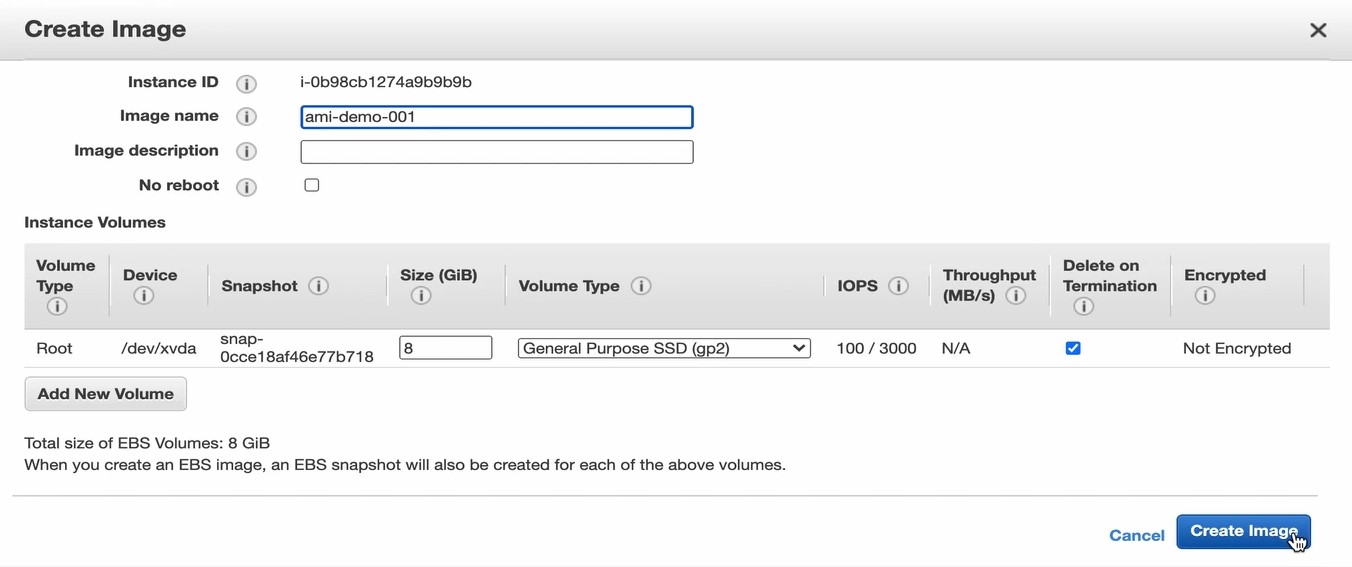 Create Image
Instance ID i-0b98cb1274a9b9b9b
Image name ami-demo-001
Image description
No reboot
Instance Volumes
Volume Type Device Snapshot Size (GiB) Volume Type IOPS Throughput (MB/s) Delete on Termination Encrypted
Root /dev/xvda snap-0cce18af46e77b718 8 General Purpose SSD (gp2) 100 / 3000 N/A Not Encrypted
Add New Volume
Total size of EBS Volumes: 8 GiB
When you create an EBS image, an EBS snapshot will also be created for each of the above volumes.
Cancel Create Image